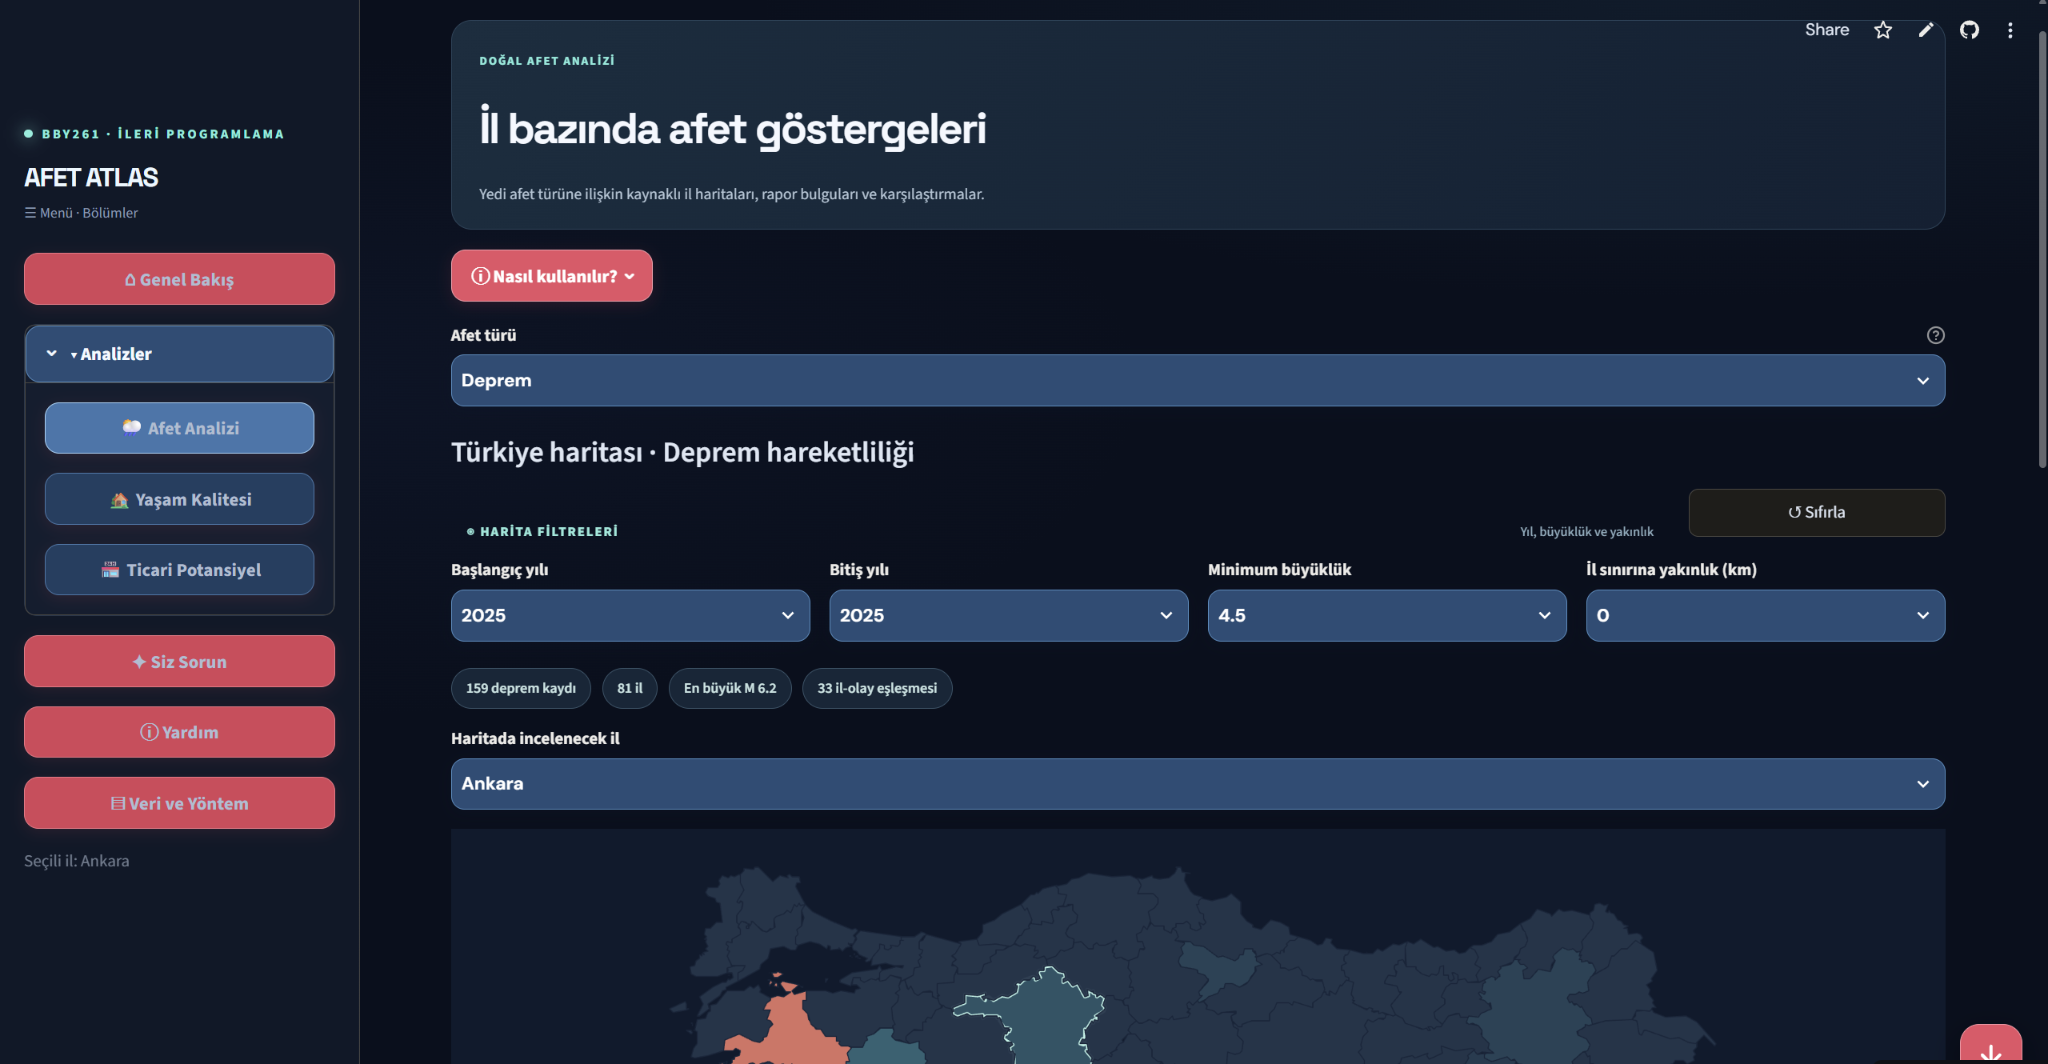 Share
BBY261 · İLERİ PROGRAMLAMA
AFET ATLAS
☰ Menü · Bölümler
⌂ Genel Bakış
▾ Analizler
Afet Analizi
Yaşam Kalitesi
Ticari Potansiyel
✦ Siz Sorun
ⓘ Yardım
▤ Veri ve Yöntem
Seçili il: Ankara
DOĞAL AFET ANALİZİ
İl bazında afet göstergeleri
Yedi afet türüne ilişkin kaynaklı il haritaları, rapor bulguları ve karşılaştırmalar.
ⓘ Nasıl kullanılır?
Afet türü
Deprem
Türkiye haritası · Deprem hareketliliği
HARİTA FİLTRELERİ
Yıl, büyüklük ve yakınlık
↺ Sıfırla
Başlangıç yılı
2025
Bitiş yılı
2025
Minimum büyüklük
4.5
İl sınırına yakınlık (km)
0
159 deprem kaydı
81 il
En büyük M 6.2
33 il-olay eşleşmesi
Haritada incelenecek il
Ankara